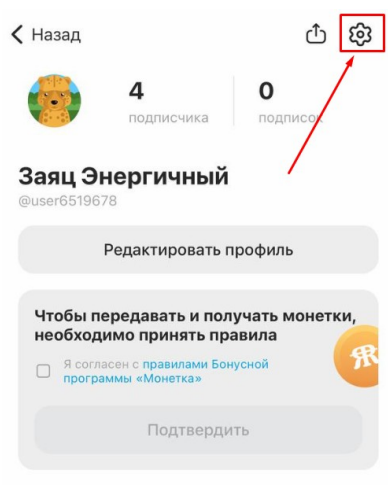 Назад
4
0
подписчика
подписок
Заяц Энергичный
@user6519678
Редактировать профиль
Чтобы передавать и получать монетки,
необходимо принять правила
Я согласен с правилами Бонусной
программы «Монетка»
Подтвердить